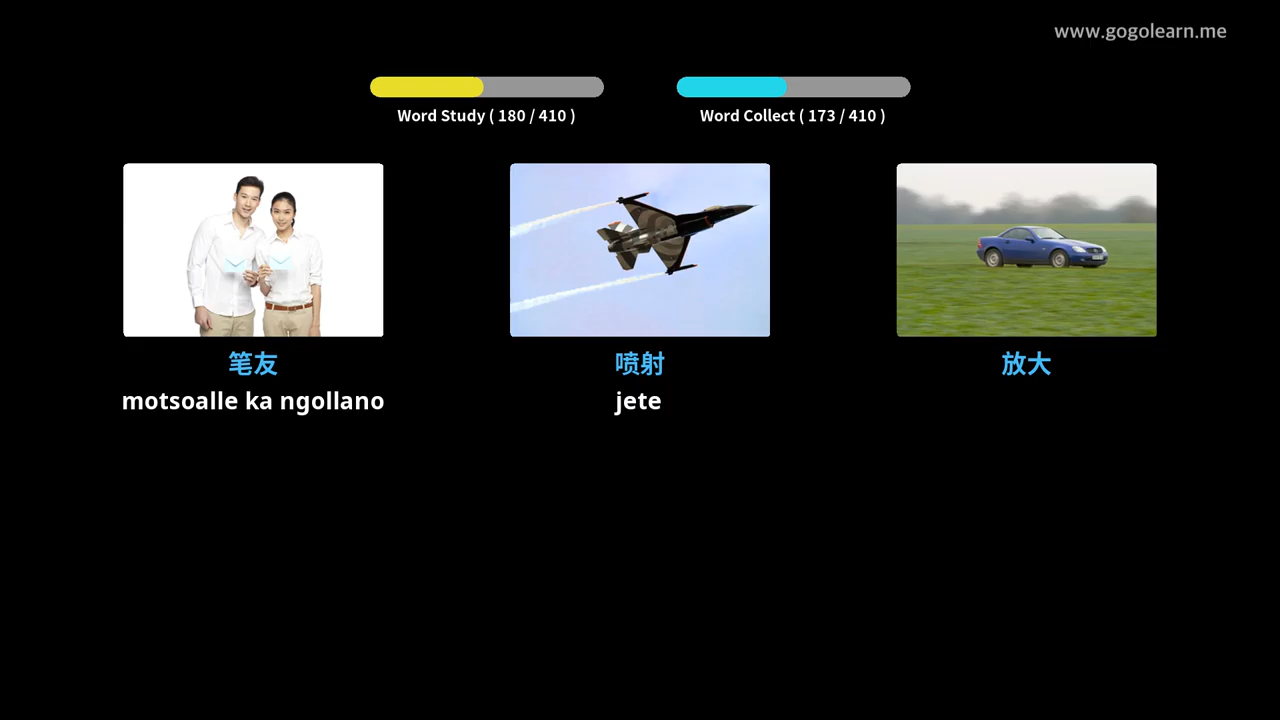 www.gogolearn.me
Word Study ( 180 / 410 )
Word Collect ( 173 / 410 )
笔友
喷射
放大
motsoalle ka ngollano
jete